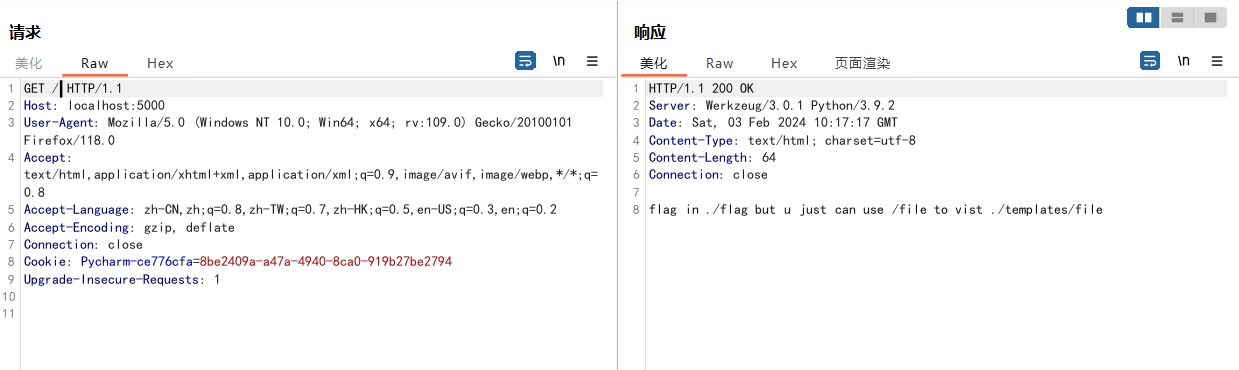 请求
美化 Raw Hex \n
1 GET / HTTP/1.1
2 Host: localhost:5000
3 User-Agent: Mozilla/5.0 (Windows NT 10.0; Win64; x64; rv:109.0) Gecko/20100101
Firefox/118.0
4 Accept:
text/html,application/xhtml+xml,application/xml;q=0.9,image/avif,image/webp,*/*;q=
0.8
5 Accept-Language: zh-CN,zh;q=0.8,zh-TW;q=0.7,zh-HK;q=0.5,en-US;q=0.3,en;q=0.2
6 Accept-Encoding: gzip, deflate
7 Connection: close
8 Cookie: Pycharm-ce776cfa=8be2409a-a47a-4940-8ca0-919b27be2794
9 Upgrade-Insecure-Requests: 1
10
11
响应
美化 Raw Hex 页面渲染 \n
1 HTTP/1.1 200 OK
2 Server: Werkzeug/3.0.1 Python/3.9.2
3 Date: Sat, 03 Feb 2024 10:17:17 GMT
4 Content-Type: text/html; charset=utf-8
5 Content-Length: 64
6 Connection: close
7
8 flag in ./flag but u just can use /file to vist ./templates/file